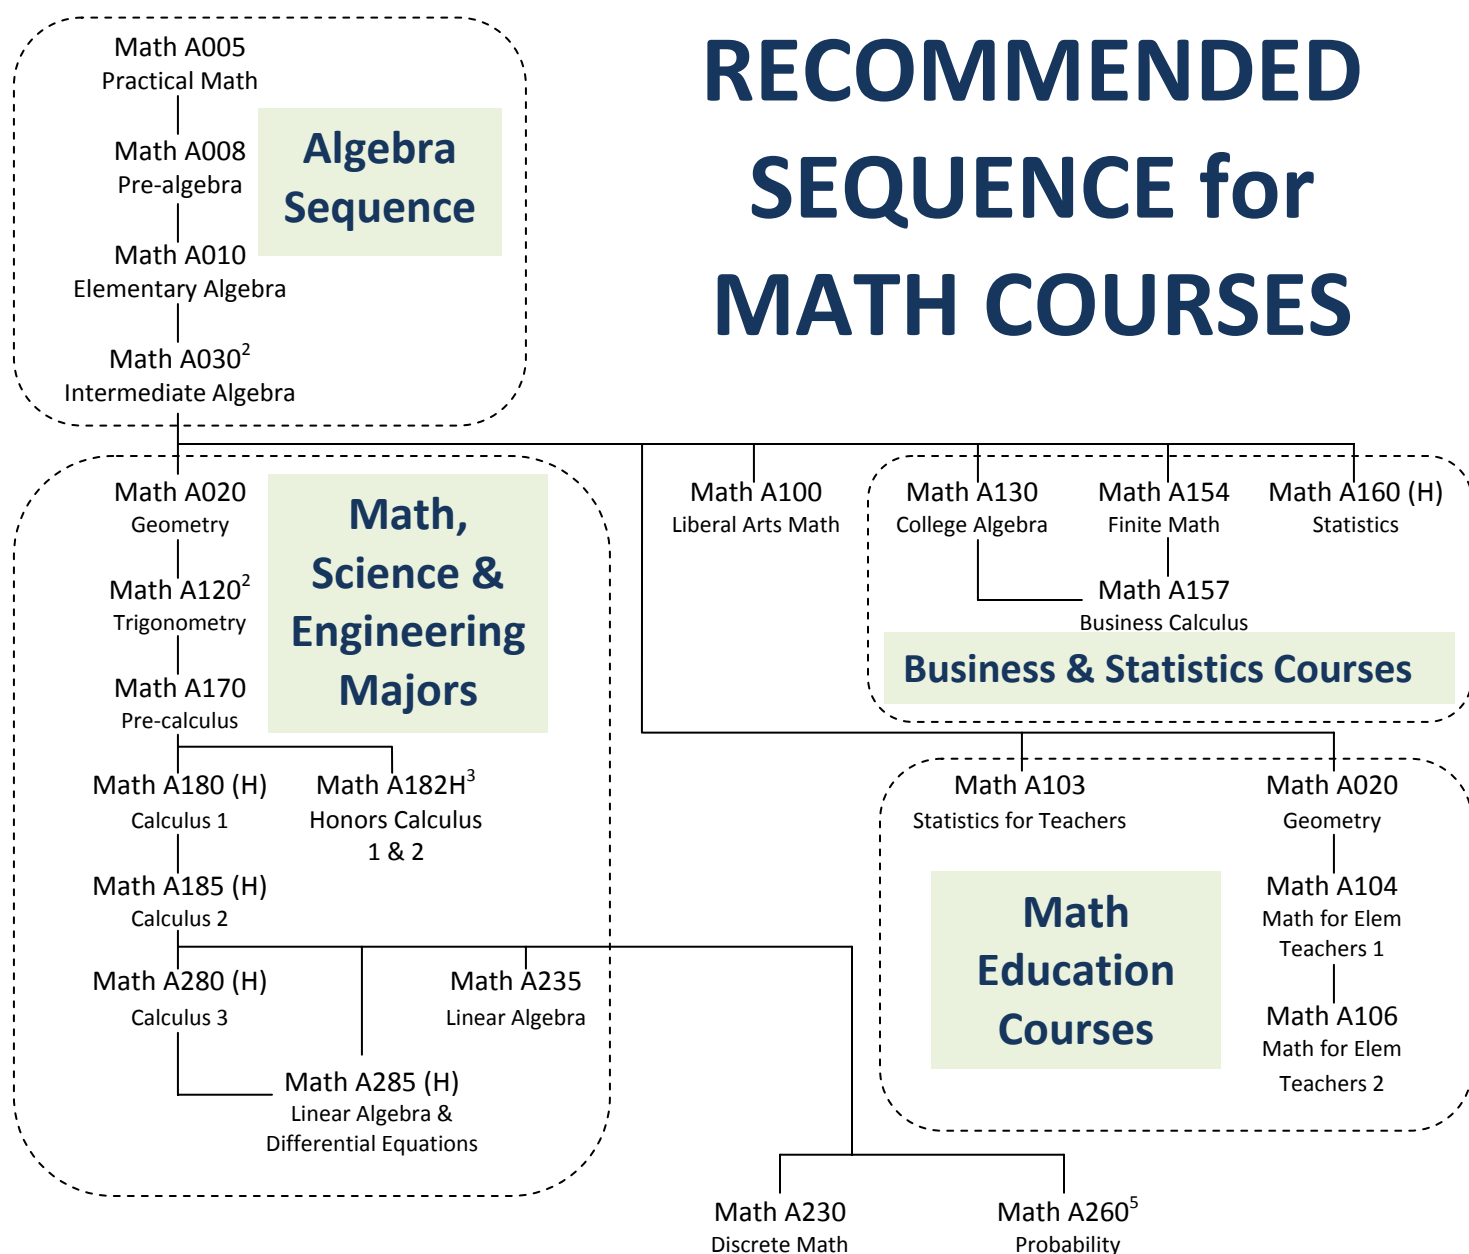 RECOMMENDED
SEQUENCE for
MATH COURSES
Math A005
Practical Math
Math A008
Pre-algebra
Math A010
Elementary Algebra
Math A030²
Intermediate Algebra
Algebra
Sequence
Math A020
Geometry
Math A120²
Trigonometry
Math A170
Pre-calculus
Math A180 (H)
Calculus 1
Math A182H³
Honors Calculus
1 & 2
Math A185 (H)
Calculus 2
Math A280 (H)
Calculus 3
Math A235
Linear Algebra
Math A285 (H)
Linear Algebra &
Differential Equations
Math,
Science &
Engineering
Majors
Math A100
Liberal Arts Math
Math A130
College Algebra
Math A154
Finite Math
Math A160 (H)
Statistics
Math A157
Business Calculus
Business & Statistics Courses
Math A103
Statistics for Teachers
Math A020
Geometry
Math A104
Math for Elem
Teachers 1
Math A106
Math for Elem
Teachers 2
Math
Education
Courses
Math A230
Discrete Math
Math A260⁵
Probability